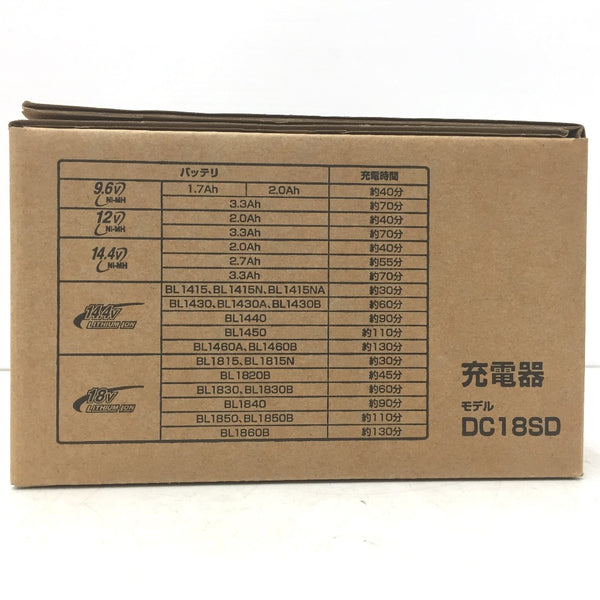 バッテリ 充電時間
9.6V Ni-MH 1.7Ah 2.0Ah 約40分
3.3Ah 約70分
12V Ni-MH 2.0Ah 約40分
3.3Ah 約70分
14.4V Ni-MH 2.0Ah 約40分
2.7Ah 約55分
3.3Ah 約70分
14.4V LITHIUM-ION BL1415、BL1415N、BL1415NA 約30分
BL1430、BL1430A、BL1430B 約60分
BL1440 約90分
BL1450 約110分
BL1460A、BL1460B 約130分
18V LITHIUM-ION BL1815、BL1815N 約30分
BL1820B 約45分
BL1830、BL1830B 約60分
BL1840 約90分
BL1850、BL1850B 約110分
BL1860B 約130分
充電器
モデル
DC18SD